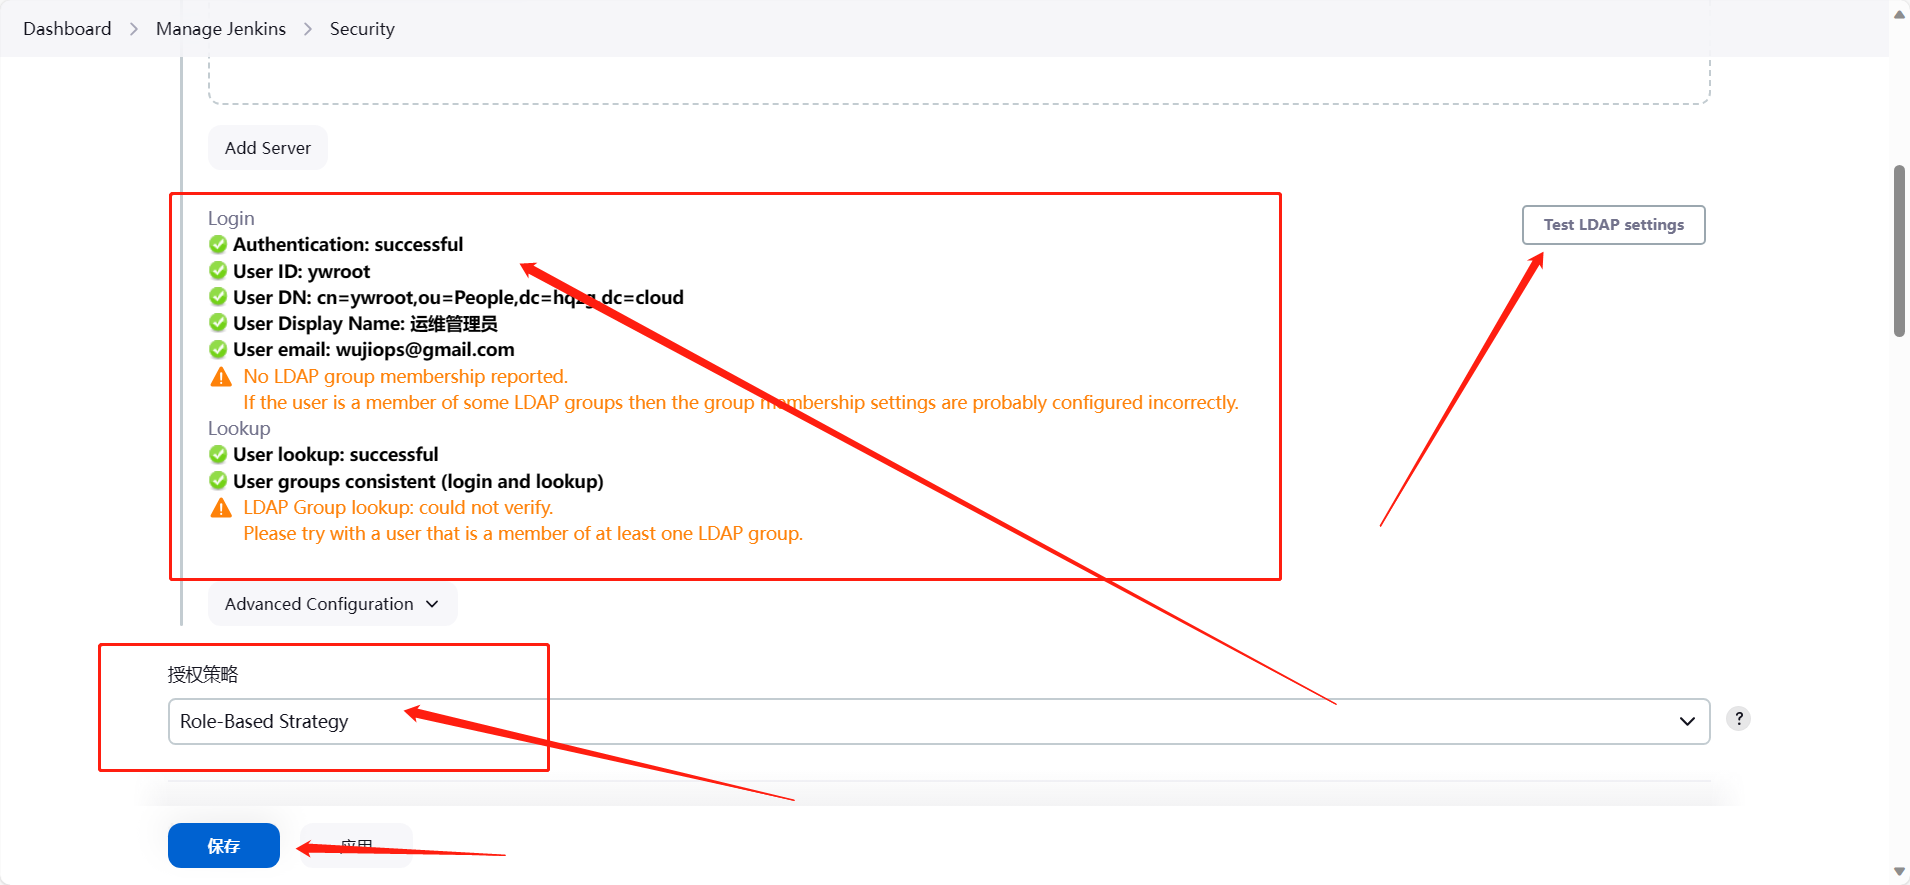 Dashboard > Manage Jenkins > Security
Add Server
Login
Test LDAP settings
Authentication: successful
User ID: ywroot
User DN: cn=ywroot,ou=People,dc=hqzg,dc=cloud
User Display Name: 运维管理员
User email: wujiops@gmail.com
No LDAP group membership reported.
If the user is a member of some LDAP groups then the group membership settings are probably configured incorrectly.
Lookup
User lookup: successful
User groups consistent (login and lookup)
LDAP Group lookup: could not verify.
Please try with a user that is a member of at least one LDAP group.
Advanced Configuration
授权策略
Role-Based Strategy
?
保存
应用